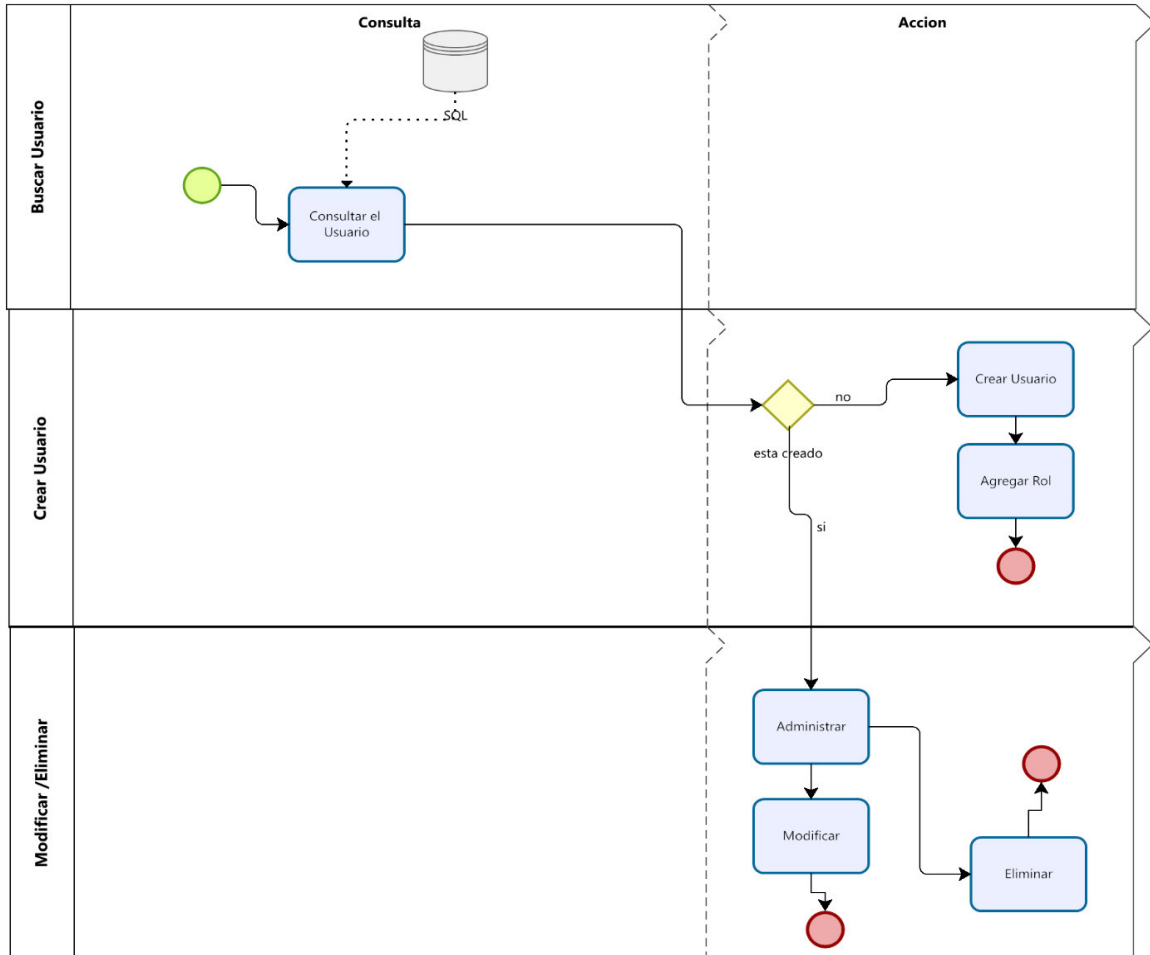 Consulta
Accion
Buscar Usuario
SQL
Consultar el
Usuario
Crear Usuario
esta creado
no
si
Crear Usuario
Agregar Rol
Modificar /Eliminar
Administrar
Modificar
Eliminar